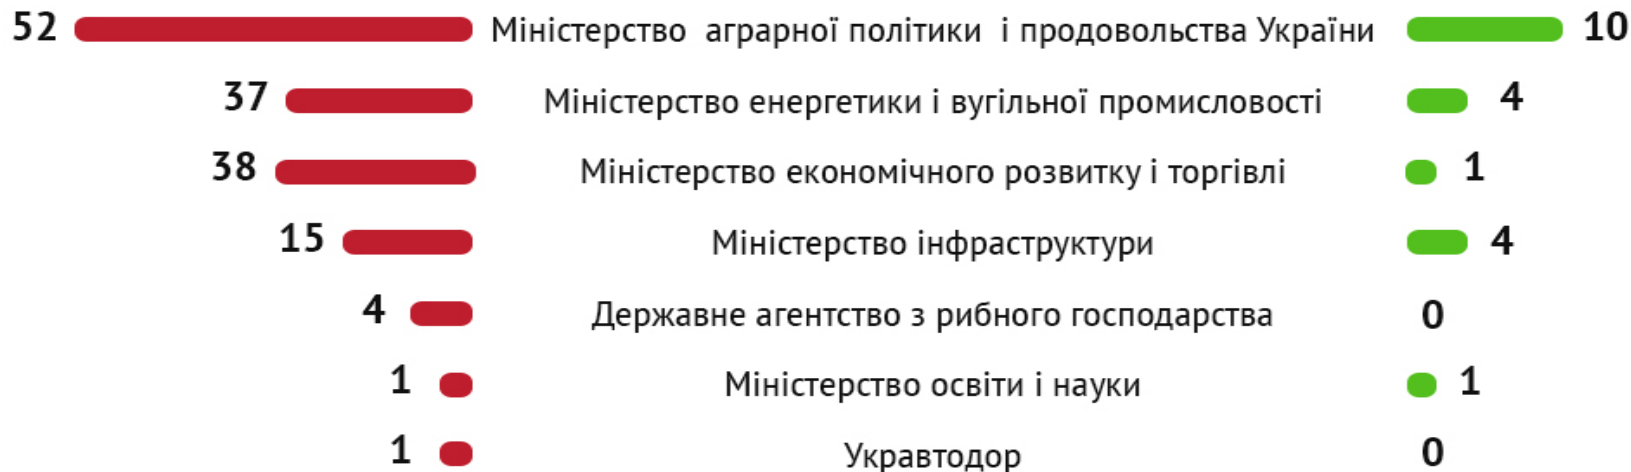 52 Міністерство аграрної політики і продовольства України 10
37 Міністерство енергетики і вугільної промисловості 4
38 Міністерство економічного розвитку і торгівлі 1
15 Міністерство інфраструктури 4
4 Державне агентство з рибного господарства 0
1 Міністерство освіти і науки 1
1 Укравтодор 0